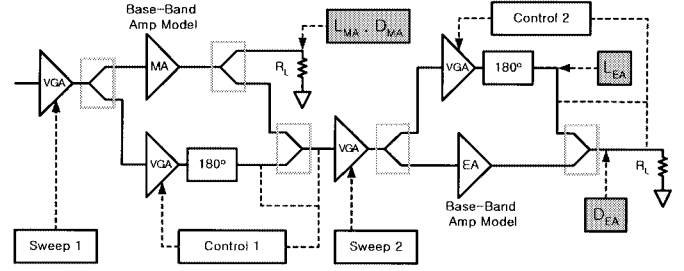 Base-Band
Amp Model
L_MA , D_MA
Control 2
VGA
MA
R_L
VGA
180°
L_EA
VGA
180°
VGA
EA
R_L
Base-Band
Amp Model
D_EA
Sweep 1
Control 1
Sweep 2